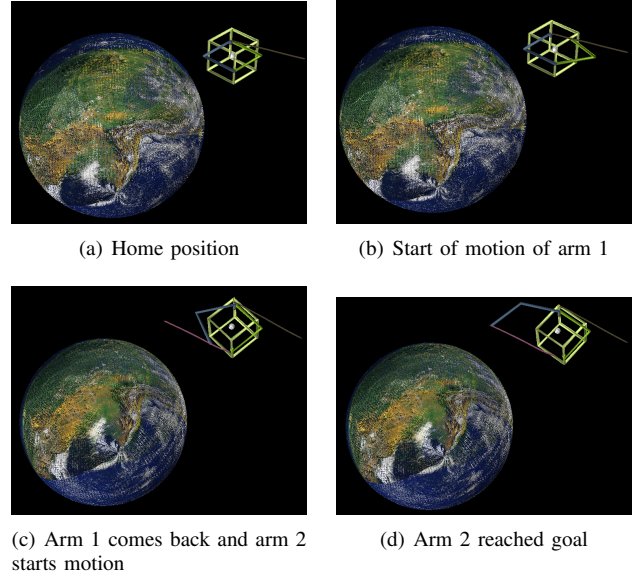 (a) Home position
(b) Start of motion of arm 1
(c) Arm 1 comes back and arm 2
starts motion
(d) Arm 2 reached goal